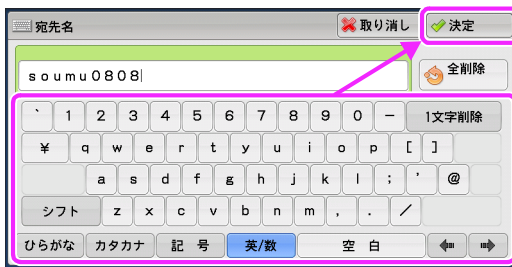 宛先名 取り消し 決定
soumu0808 全削除
` 1 2 3 4 5 6 7 8 9 0 - 1文字削除
¥ q w e r t y u i o p [ ]
a s d f g h j k l ; ' @
シフト z x c v b n m , . /
ひらがな カタカナ 記号 英/数 空白